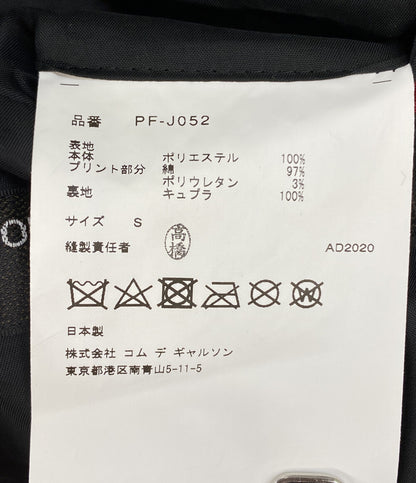 品番 PF-J052
表地
本体 ポリエステル 100%
プリント部分 綿 97%
ポリウレタン 3%
裏地 キュプラ 100%
サイズ S
縫製責任者 高橋 AD2020
W
日本製
株式会社 コム デ ギャルソン
東京都港区南青山5-11-5